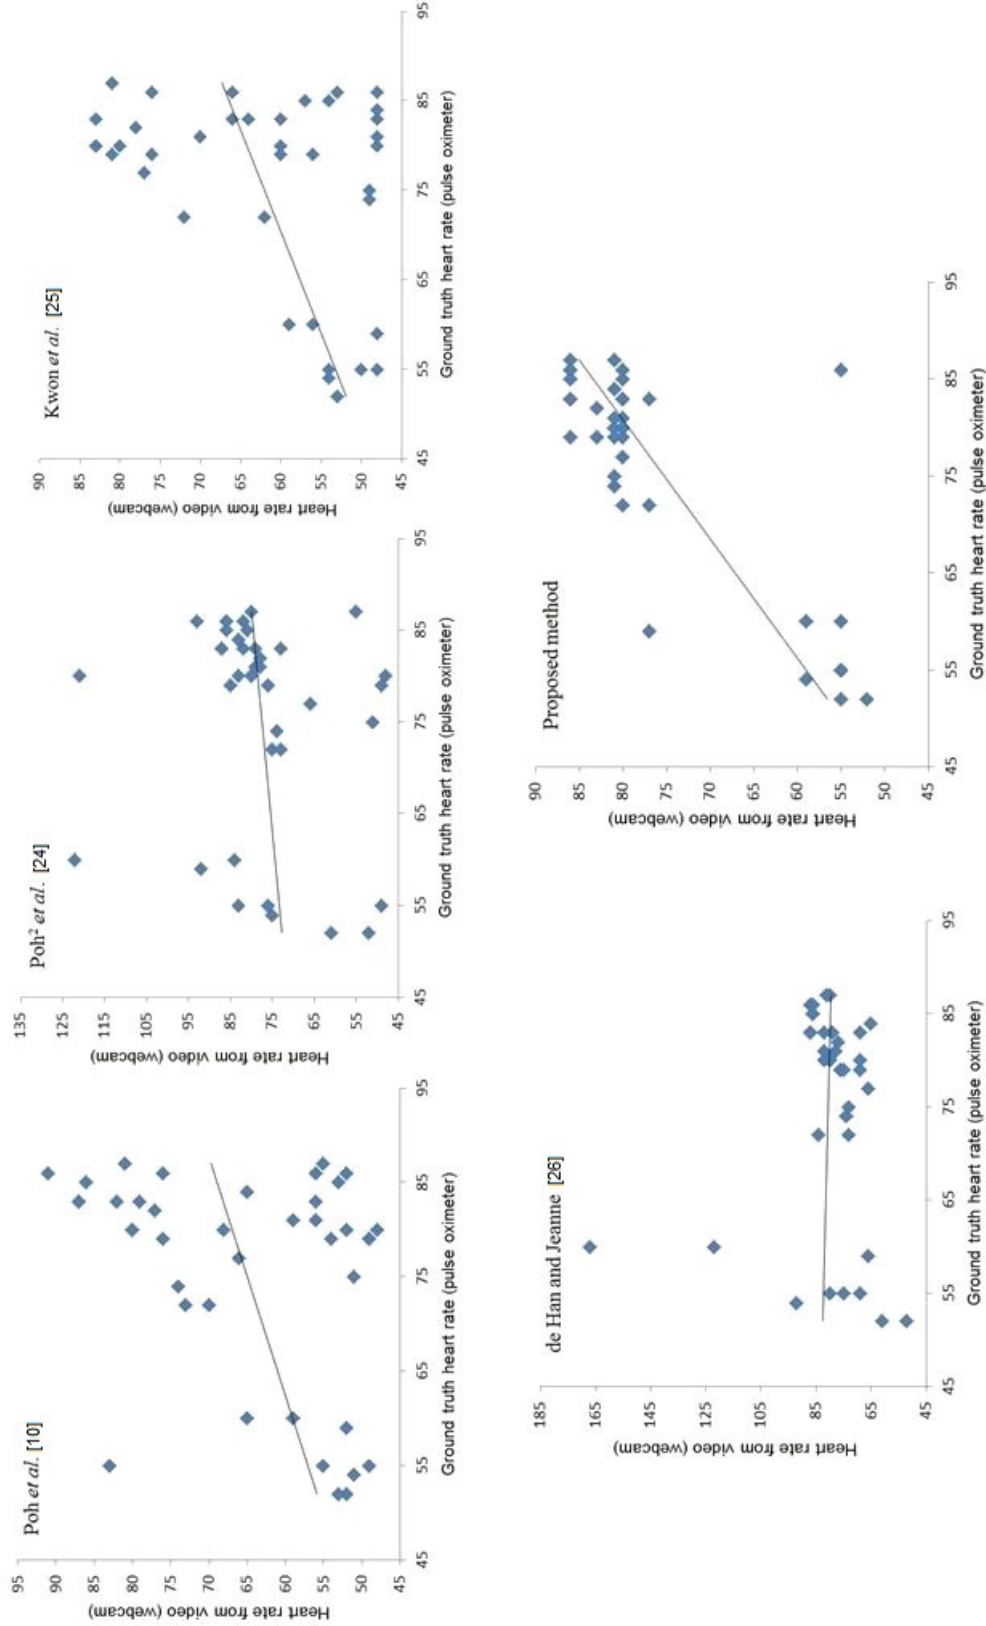 Poh et al. [10]
Heart rate from video (webcam)
95
90
85
80
75
70
65
60
55
50
45
45 55 65 75 85 95
Ground truth heart rate (pulse oximeter)
Poh² et al. [24]
Heart rate from video (webcam)
135
125
115
105
95
85
75
65
55
45
45 55 65 75 85 95
Ground truth heart rate (pulse oximeter)
Kwon et al. [25]
Heart rate from video (webcam)
90
85
80
75
70
65
60
55
50
45
45 55 65 75 85 95
Ground truth heart rate (pulse oximeter)
de Han and Jeanne [26]
Heart rate from video (webcam)
185
165
145
125
105
85
65
45
45 55 65 75 85 95
Ground truth heart rate (pulse oximeter)
Proposed method
Heart rate from video (webcam)
90
85
80
75
70
65
60
55
50
45
45 55 65 75 85 95
Ground truth heart rate (pulse oximeter)